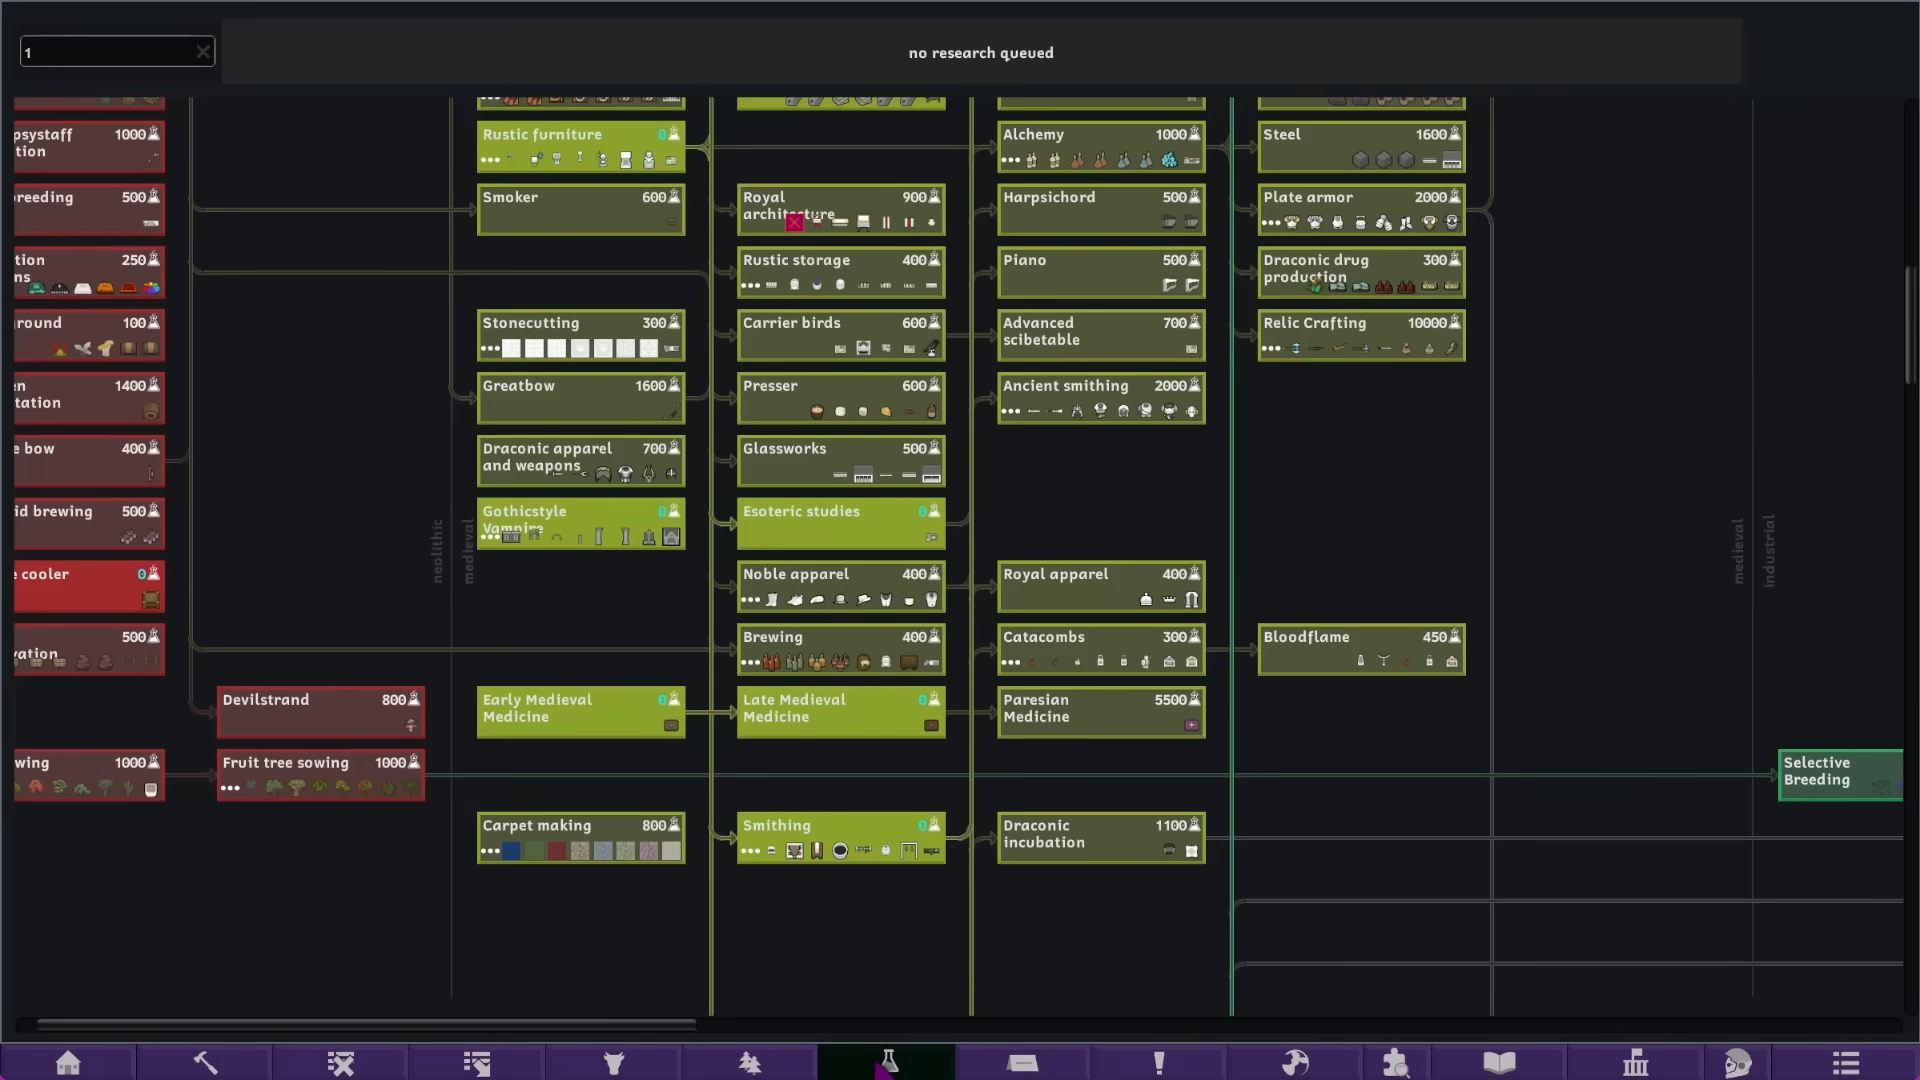 1
no research queued
psystaff
tion
1000
Rustic furniture
0
Alchemy
1000
Steel
1600
reeding
500
Smoker
600
Royal
architecture
900
Harpsichord
500
Plate armor
2000
tion
ns
250
Rustic storage
400
Piano
500
Draconic drug
production
300
round
100
Stonecutting
300
Carrier birds
600
Advanced
scibetable
700
Relic Crafting
10000
en
tation
1400
Greatbow
1600
Presser
600
Ancient smithing
2000
e bow
400
Draconic apparel
and weapons
700
Glassworks
500
id brewing
500
Gothicstyle
Vampire
0
Esoteric studies
0
neolithic
medieval
medieval
industrial
e cooler
0
Noble apparel
400
Royal apparel
400
vation
500
Brewing
400
Catacombs
300
Bloodflame
450
Devilstrand
800
Early Medieval
Medicine
0
Late Medieval
Medicine
0
Paresian
Medicine
5500
wing
1000
Fruit tree sowing
1000
Selective
Breeding
Carpet making
800
Smithing
0
Draconic
incubation
1100